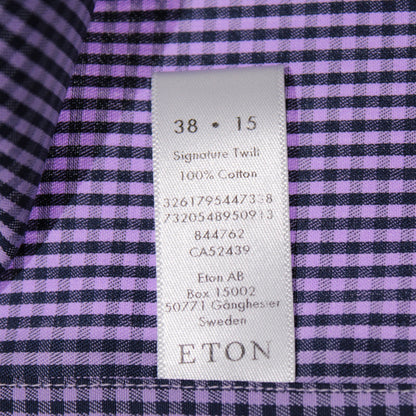 38 • 15
Signature Twill
100% Cotton
3261795447338
7320548950913
844762
CA52439
Eton AB
Box 15002
50771 Gånghester
Sweden
ETON